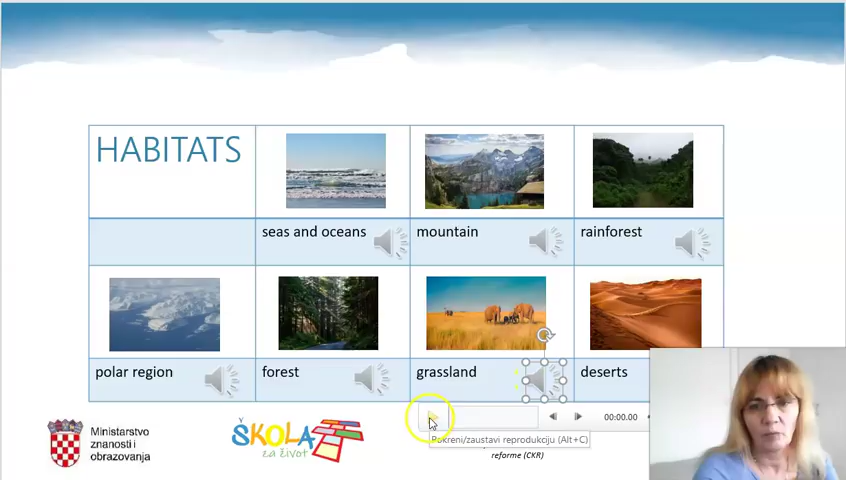 HABITATS
seas and oceans
mountain
rainforest
polar region
forest
grassland
deserts
00:00.00
Pokreni/zaustavi reprodukciju (Alt+C)
Ministarstvo
znanosti i
obrazovanja
ŠKOLA
za život
reforme (CKR)